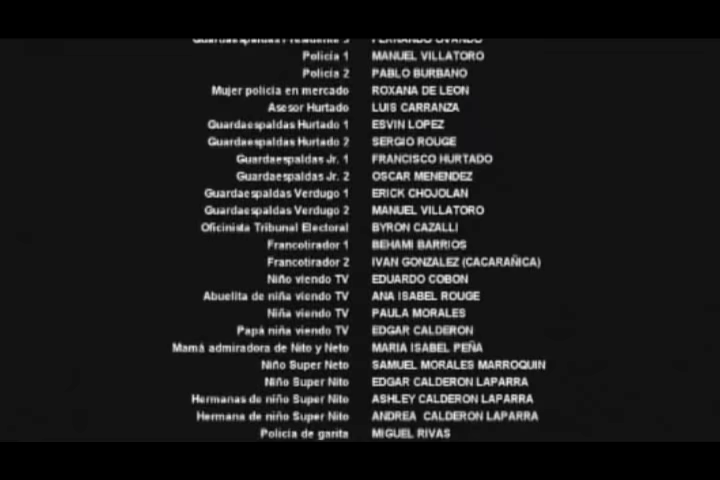 Guardaespaldas Presidente 3 FERNANDO OVANDO
Policía 1 MANUEL VILLATORO
Policía 2 PABLO BURBANO
Mujer policía en mercado ROXANA DE LEON
Asesor Hurtado LUIS CARRANZA
Guardaespaldas Hurtado 1 ESVIN LOPEZ
Guardaespaldas Hurtado 2 SERGIO ROUGE
Guardaespaldas Jr. 1 FRANCISCO HURTADO
Guardaespaldas Jr. 2 OSCAR MENENDEZ
Guardaespaldas Verdugo 1 ERICK CHOJOLAN
Guardaespaldas Verdugo 2 MANUEL VILLATORO
Oficinista Tribunal Electoral BYRON CAZALLI
Francotirador 1 BEHAMI BARRIOS
Francotirador 2 IVAN GONZALEZ (CACARAÑICA)
Niño viendo TV EDUARDO COBON
Abuelita de niña viendo TV ANA ISABEL ROUGE
Niña viendo TV PAULA MORALES
Papá niña viendo TV EDGAR CALDERON
Mamá admiradora de Nito y Neto MARIA ISABEL PEÑA
Niño Super Neto SAMUEL MORALES MARROQUIN
Niño Super Nito EDGAR CALDERON LAPARRA
Hermanas de niño Super Nito ASHLEY CALDERON LAPARRA
Hermana de niño Super Nito ANDREA CALDERON LAPARRA
Policía de garita MIGUEL RIVAS